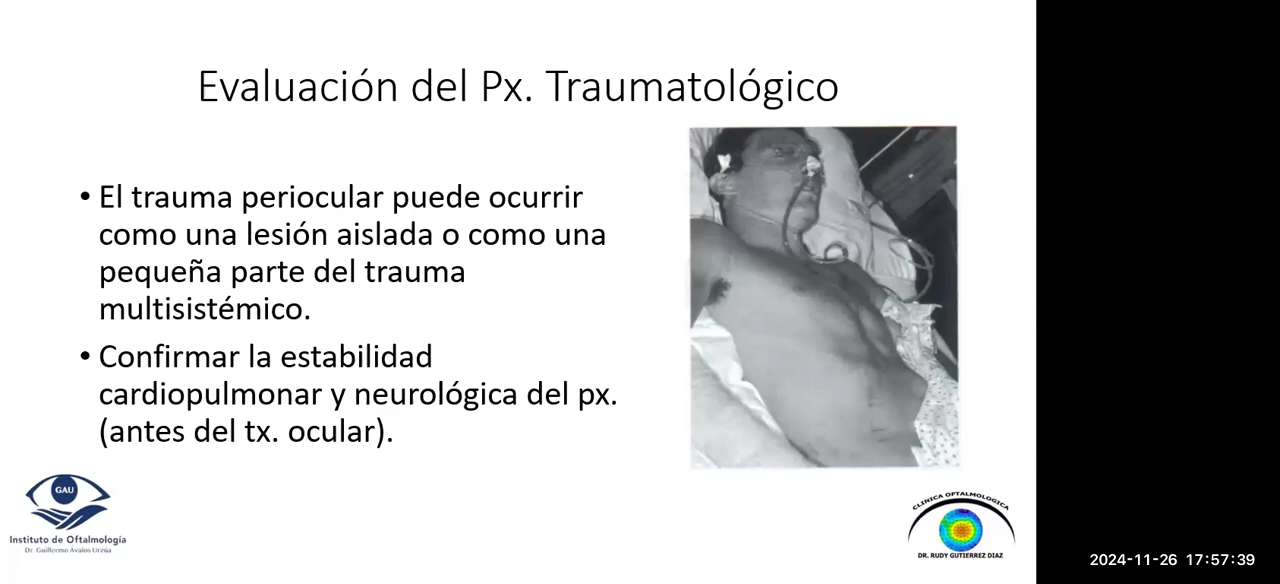 Evaluación del Px. Traumatológico
• El trauma periocular puede ocurrir
como una lesión aislada o como una
pequeña parte del trauma
multisistémico.
• Confirmar la estabilidad
cardiopulmonar y neurológica del px.
(antes del tx. ocular).
GAU
Instituto de Oftalmología
Dr. Guillermo Avalos Urzúa
CLINICA OFTALMOLOGICA
DR. RUDY GUTIERREZ DIAZ
2024-11-26 17:57:39